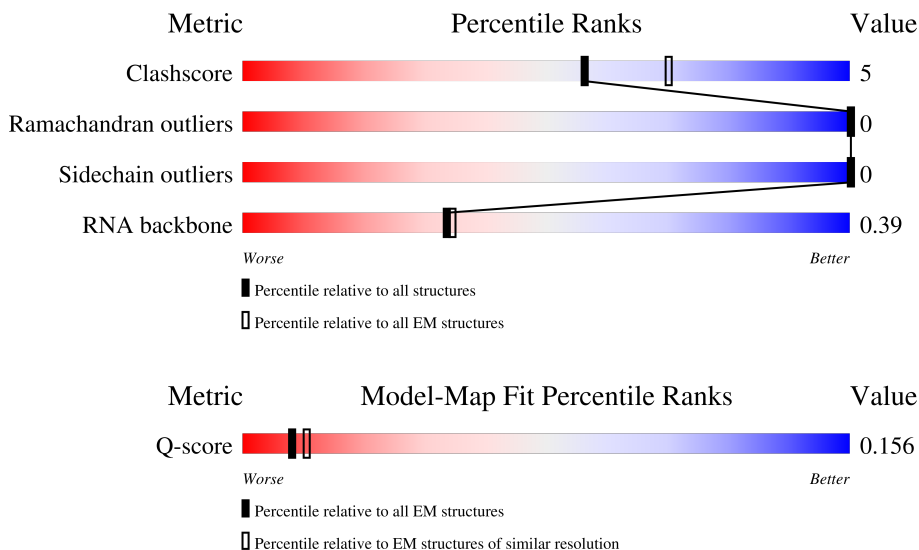 Metric Percentile Ranks Value
Clashscore 5
Ramachandran outliers 0
Sidechain outliers 0
RNA backbone 0.39
Worse Better
Percentile relative to all structures
Percentile relative to all EM structures
Metric Model-Map Fit Percentile Ranks Value
Q-score 0.156
Worse Better
Percentile relative to all EM structures
Percentile relative to EM structures of similar resolution